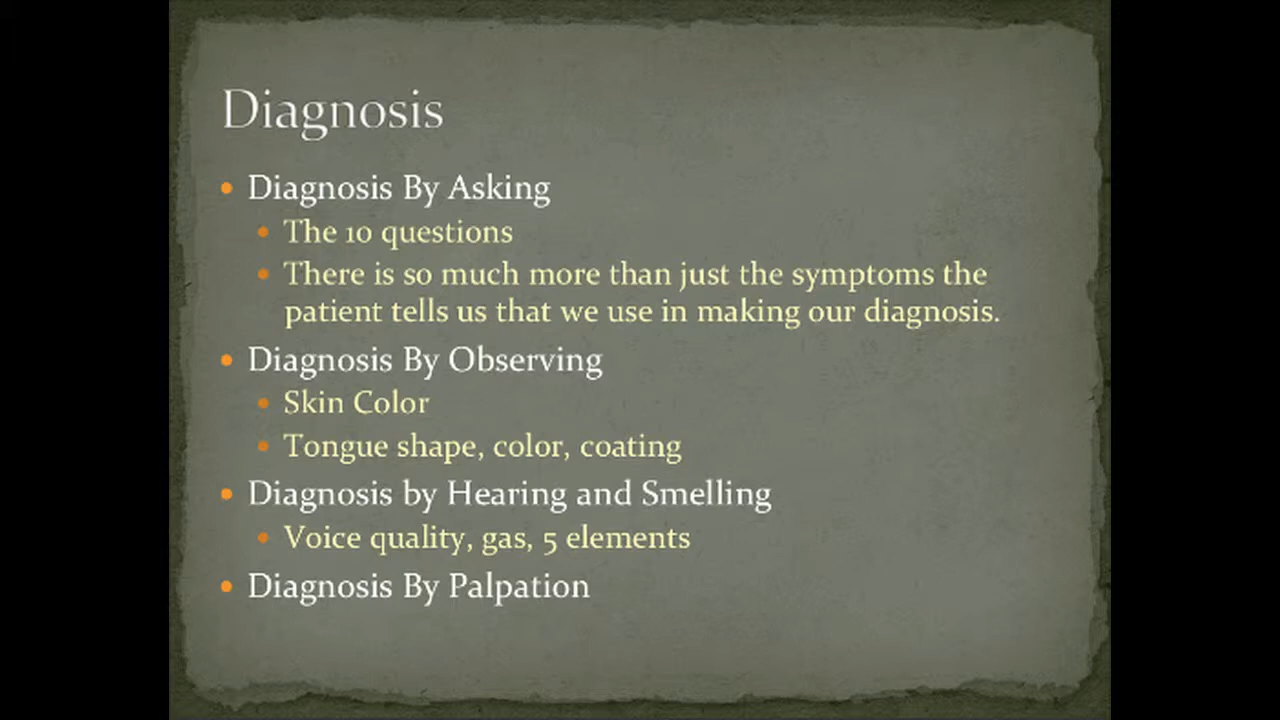 Diagnosis
Diagnosis By Asking
The 10 questions
There is so much more than just the symptoms the
patient tells us that we use in making our diagnosis.
Diagnosis By Observing
Skin Color
Tongue shape, color, coating
Diagnosis by Hearing and Smelling
Voice quality, gas, 5 elements
Diagnosis By Palpation